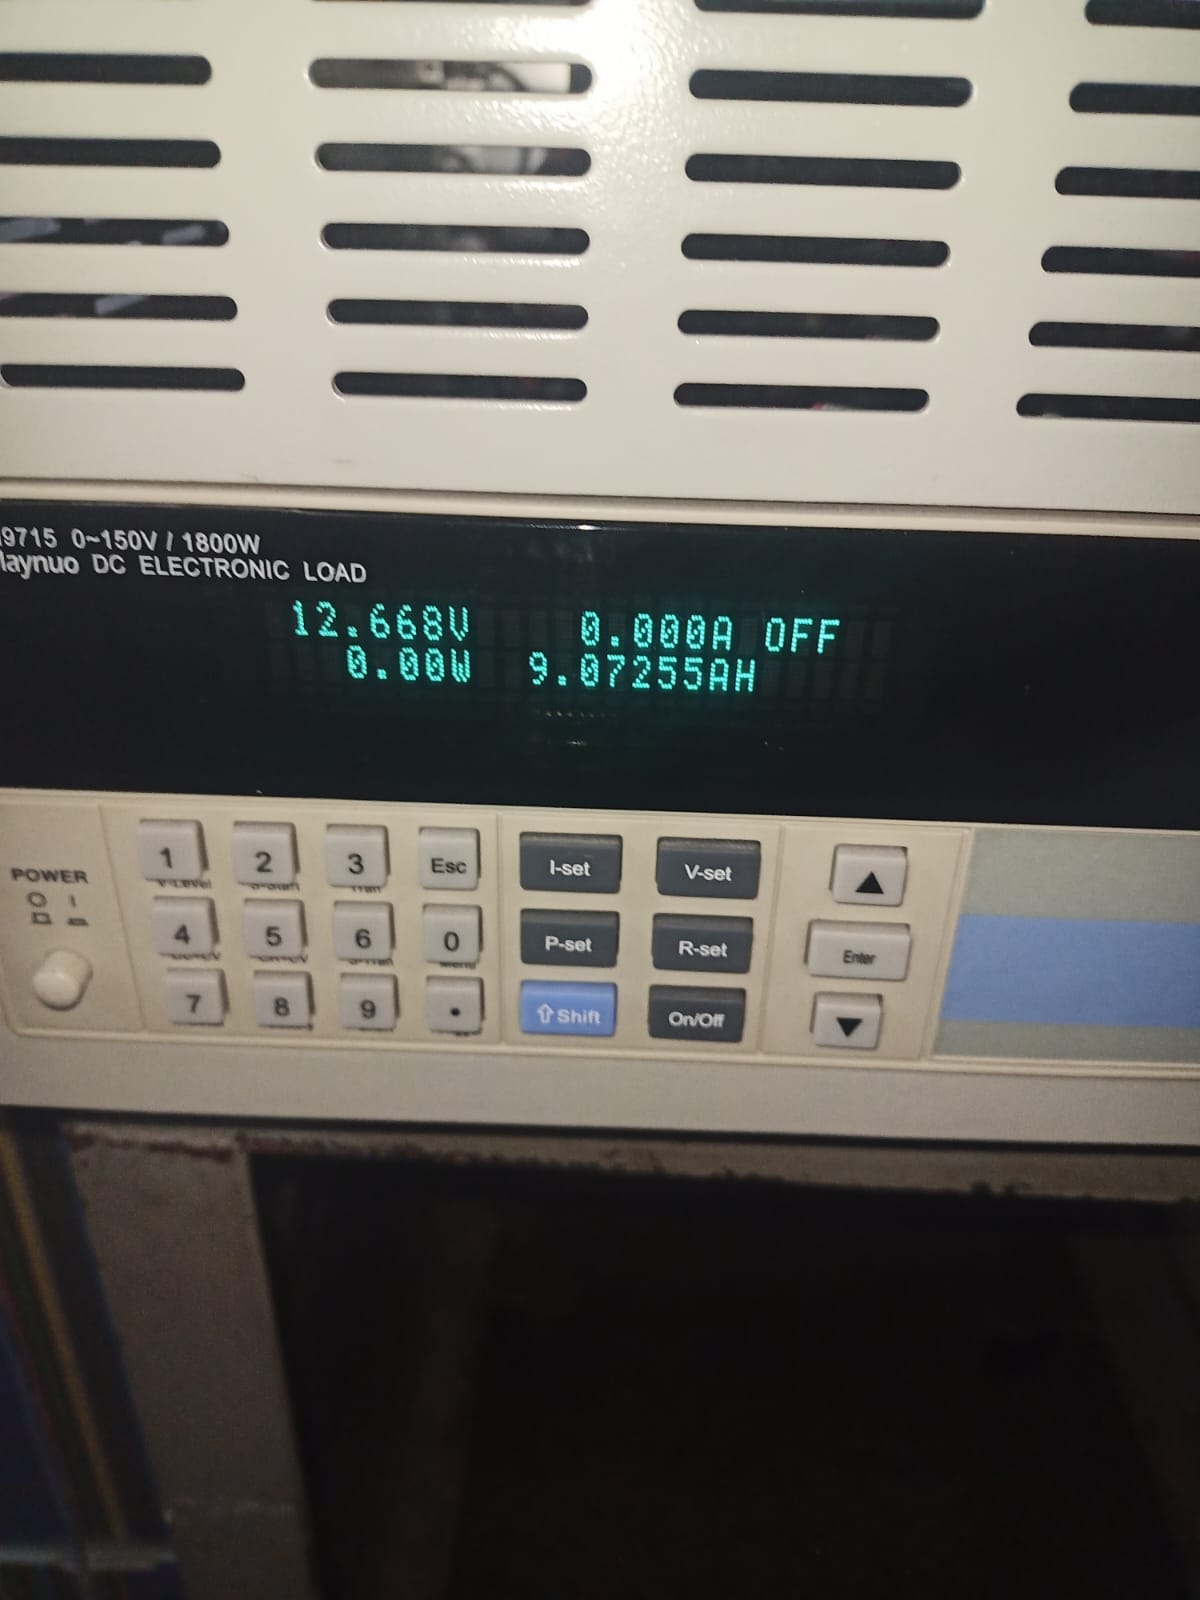 9715 0~150V / 1800W
aynuo DC ELECTRONIC LOAD
12.668V 0.000A OFF
0.00W 9.07255AH
POWER
1 2 3 Esc
4 5 6 0
7 8 9 .
I-set V-set
P-set R-set
Shift On/Off
Enter